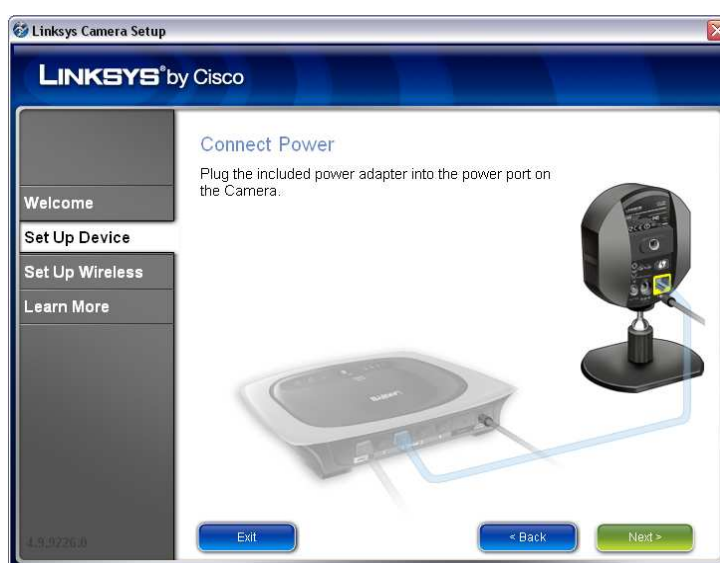 Linksys Camera Setup
LINKSYS® by Cisco
Connect Power
Plug the included power adapter into the power port on
the Camera.
Welcome
Set Up Device
Set Up Wireless
Learn More
4.9.9226.0
Exit
< Back
Next >